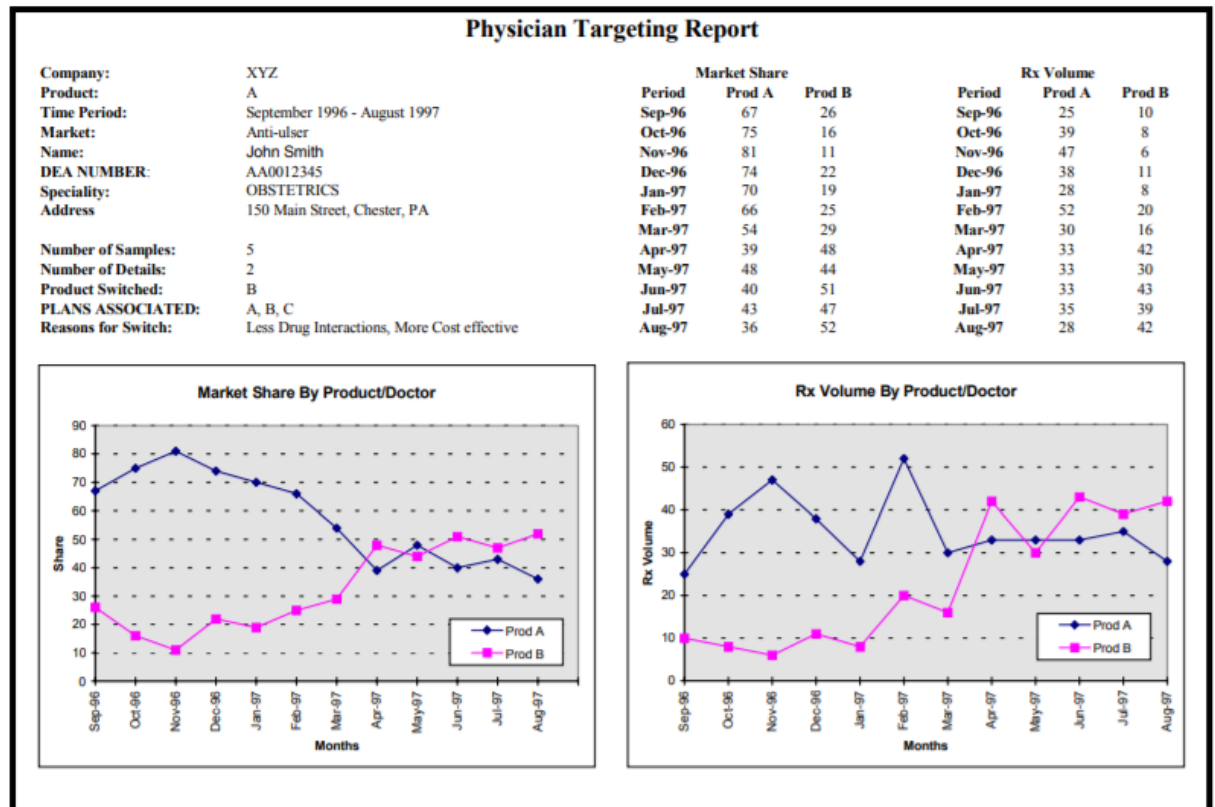 Physician Targeting Report
Company: XYZ
Product: A
Time Period: September 1996 - August 1997
Market: Anti-ulser
Name: John Smith
DEA NUMBER: AA0012345
Speciality: OBSTETRICS
Address 150 Main Street, Chester, PA
Number of Samples: 5
Number of Details: 2
Product Switched: B
PLANS ASSOCIATED: A, B, C
Reasons for Switch: Less Drug Interactions, More Cost effective
Market Share
Period Prod A Prod B
Sep-96 67 26
Oct-96 75 16
Nov-96 81 11
Dec-96 74 22
Jan-97 70 19
Feb-97 66 25
Mar-97 54 29
Apr-97 39 48
May-97 48 44
Jun-97 40 51
Jul-97 43 47
Aug-97 36 52
Rx Volume
Period Prod A Prod B
Sep-96 25 10
Oct-96 39 8
Nov-96 47 6
Dec-96 38 11
Jan-97 28 8
Feb-97 52 20
Mar-97 30 16
Apr-97 33 42
May-97 33 30
Jun-97 33 43
Jul-97 35 39
Aug-97 28 42
Market Share By Product/Doctor
Share
90
80
70
60
50
40
30
20
10
0
Prod A
Prod B
Sep-96
Oct-96
Nov-96
Dec-96
Jan-97
Feb-97
Mar-97
Apr-97
May-97
Jun-97
Jul-97
Aug-97
Months
Rx Volume By Product/Doctor
Rx Volume
60
50
40
30
20
10
0
Prod A
Prod B
Sep-96
Oct-96
Nov-96
Dec-96
Jan-97
Feb-97
Mar-97
Apr-97
May-97
Jun-97
Jul-97
Aug-97
Months